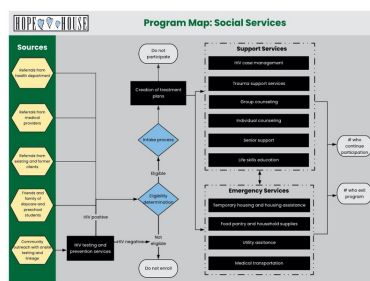 HOPE HOUSE
Program Map: Social Services
Sources
Referrals from
health department
Referrals from
medical
providers
Referrals from
existing and former
clients
Friends and
family of
daycare and
preschool
students
Community
outreach with onsite
testing and
linkage
HIV testing and
prevention services
HIV positive
HIV negative
Do not
participate
Creation of treatment
plans
Intake process
Eligible
Eligibility
determination
Not
eligible
Do not enroll
Support Services
HIV case management
Trauma support services
Group counseling
Individual counseling
Senior support
Life skills education
Emergency Services
Temporary housing and housing assistance
Food pantry and household supplies
Utility assistance
Medical transportation
# who
continue
participation
# who exit
program